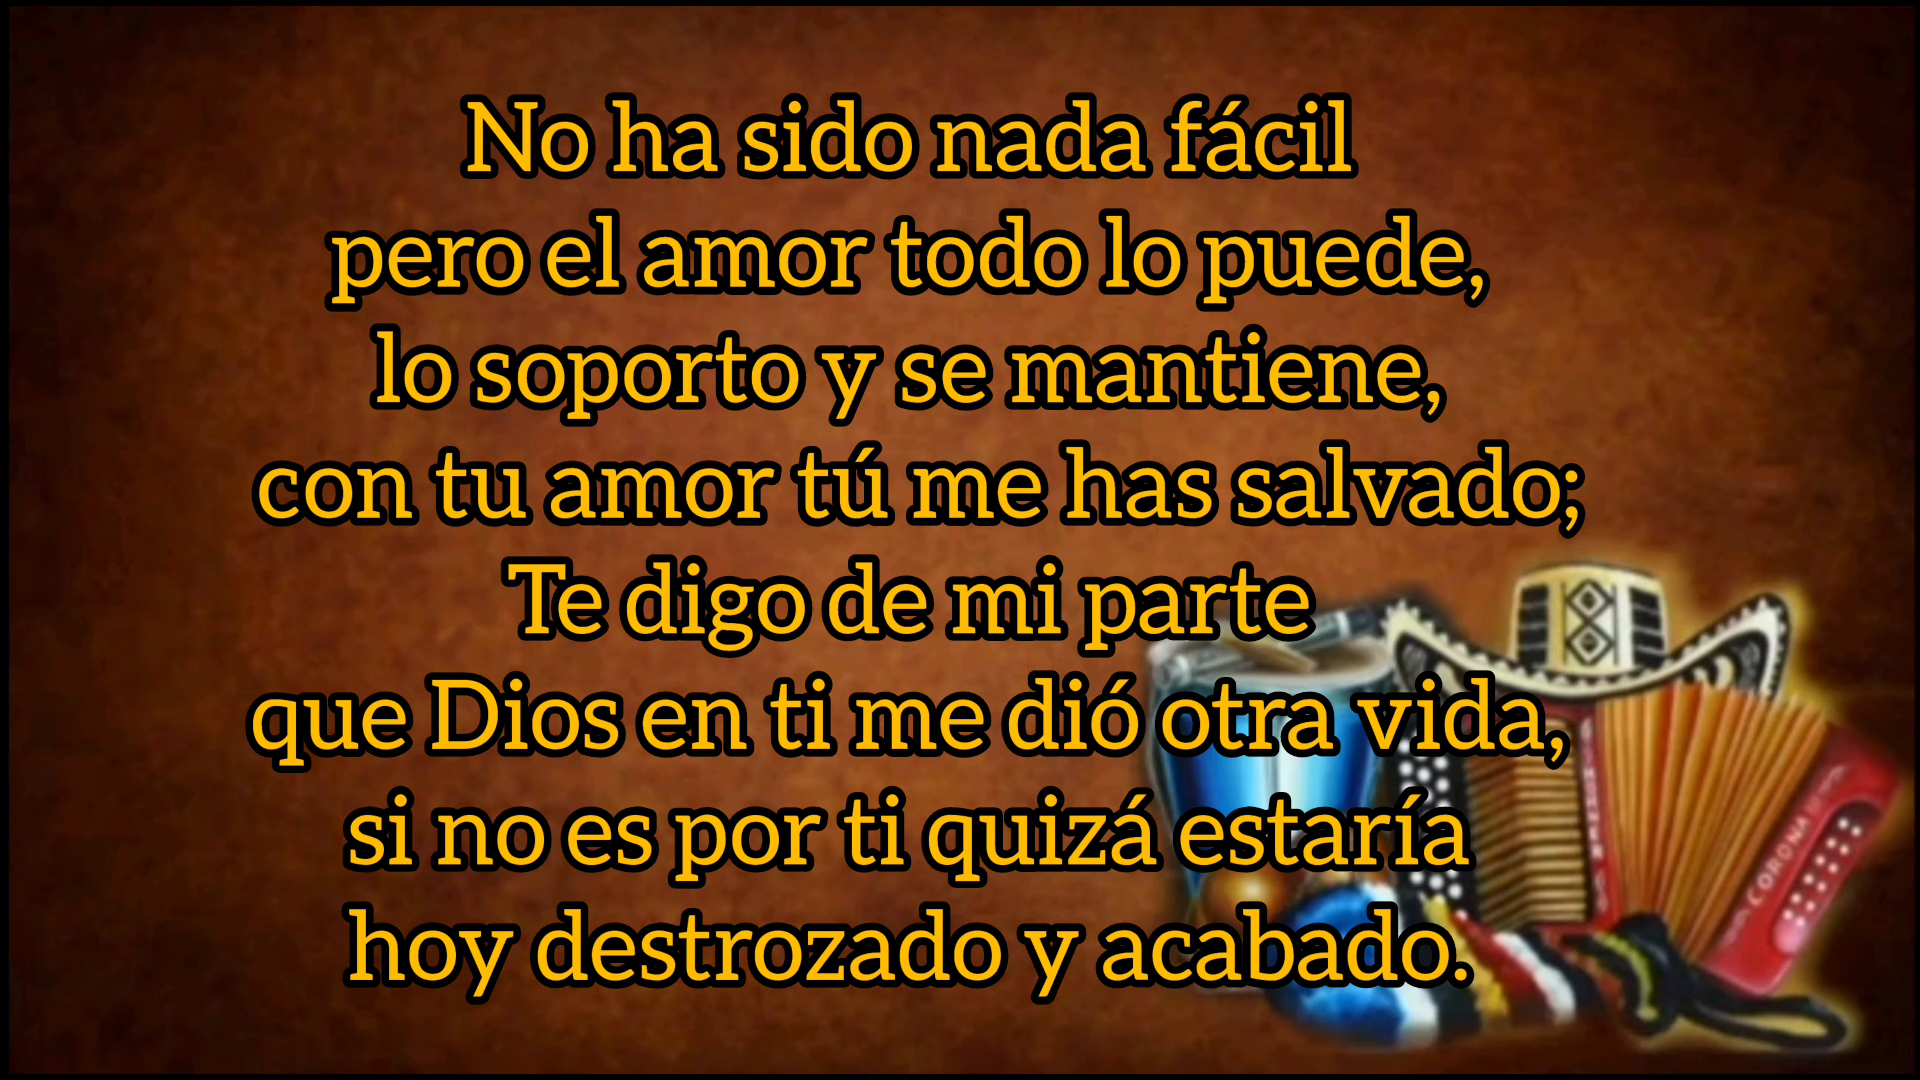 No ha sido nada fácil
pero el amor todo lo puede,
lo soporto y se mantiene,
con tu amor tú me has salvado;
Te digo de mi parte
que Dios en ti me dió otra vida,
si no es por ti quizá estaría
hoy destrozado y acabado.
CORONA III